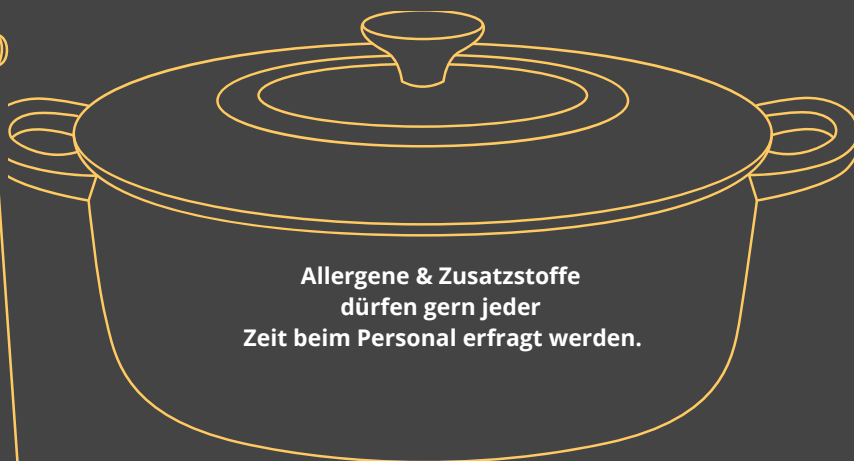 Allergene & Zusatzstoffe
dürfen gern jeder
Zeit beim Personal erfragt werden.